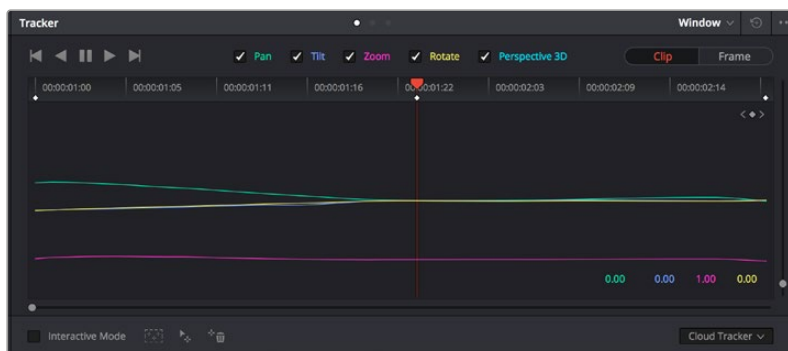 Tracker Window
Pan Tilt Zoom Rotate Perspective 3D Clip Frame
00:00:01:00 00:00:01:05 00:00:01:11 00:00:01:16 00:00:01:22 00:00:02:03 00:00:02:09 00:00:02:14
0.00 0.00 1.00 0.00
Interactive Mode Cloud Tracker